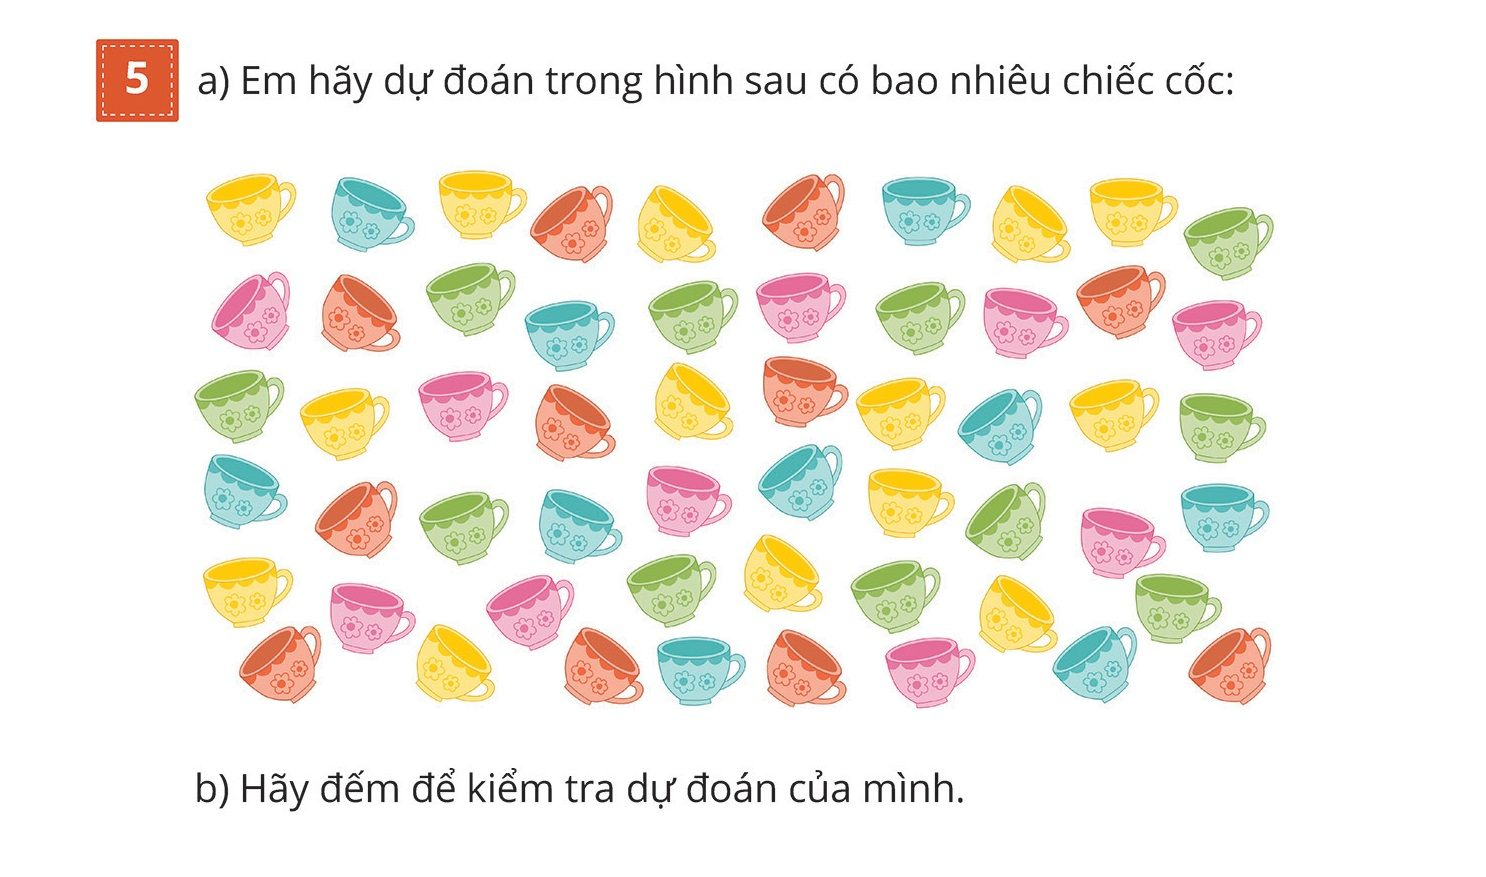 5 a) Em hãy dự đoán trong hình sau có bao nhiêu chiếc cốc:
b) Hãy đếm để kiểm tra dự đoán của mình.